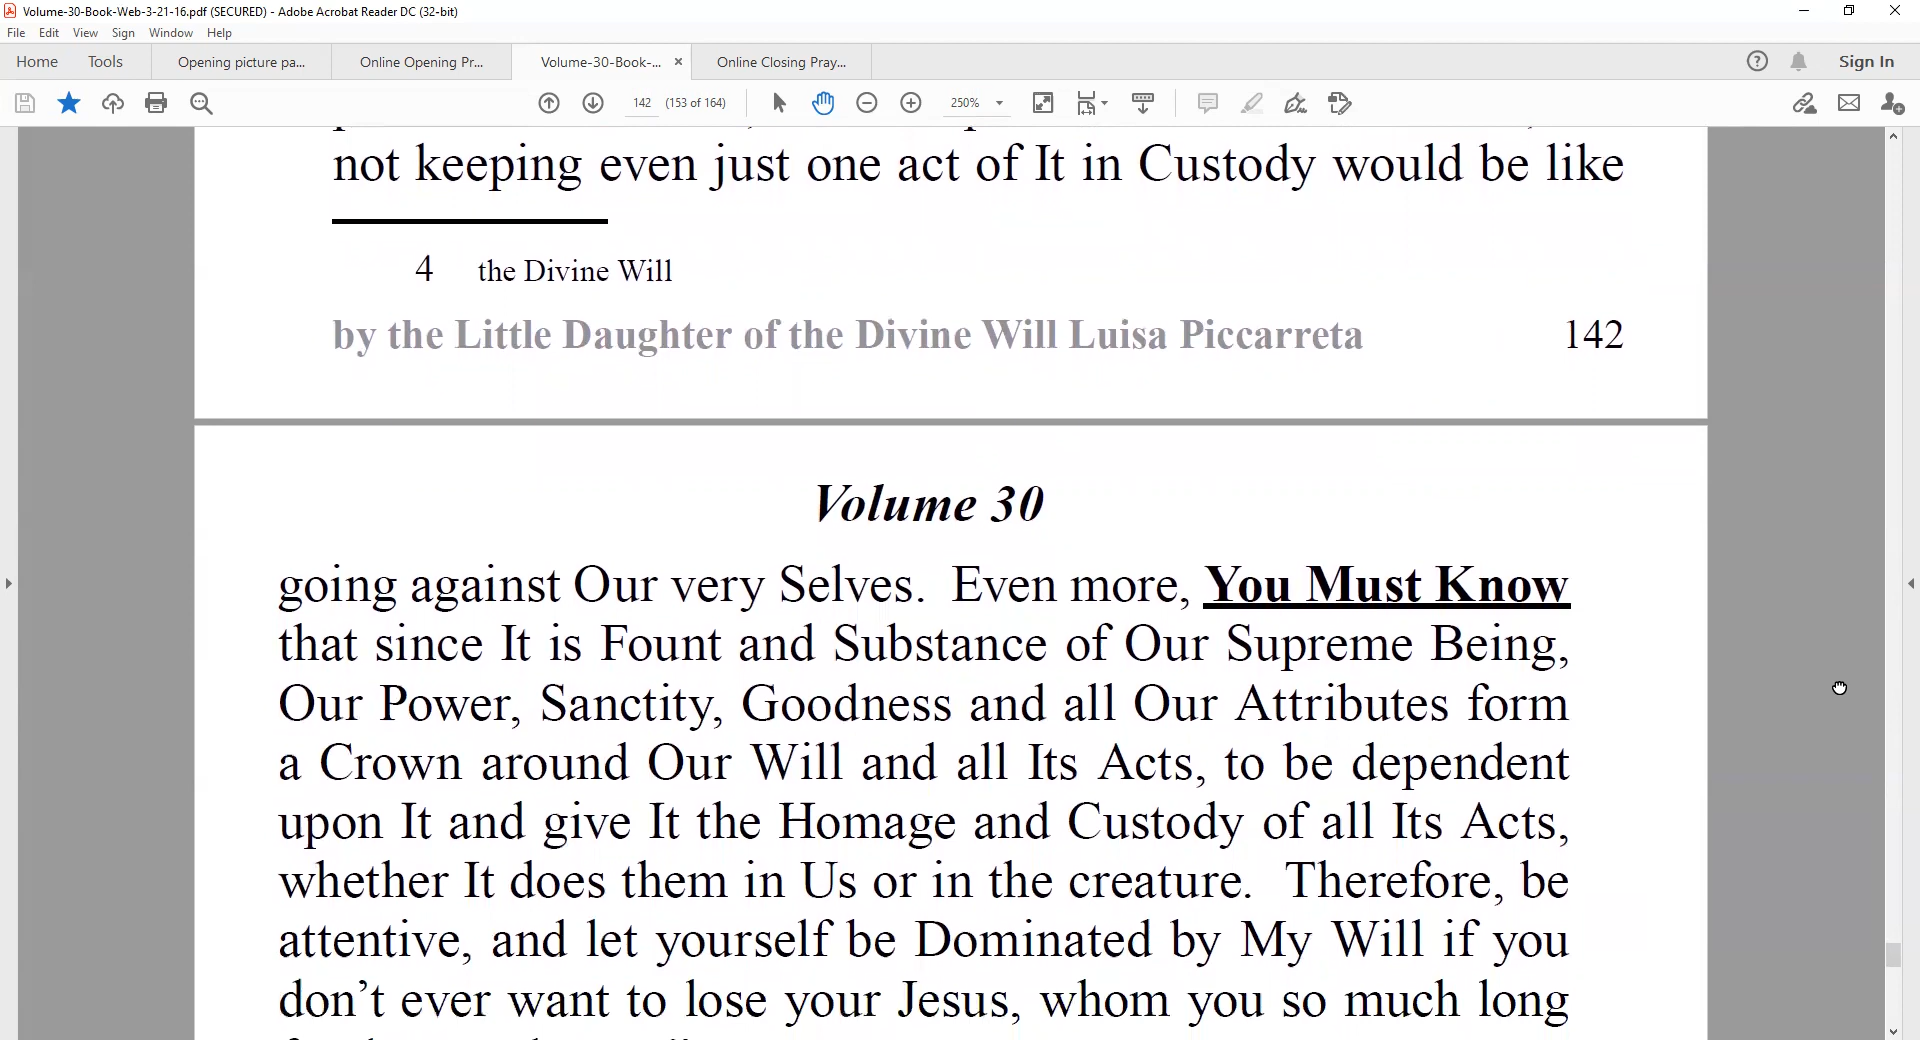 Volume-30-Book-Web-3-21-16.pdf (SECURED) - Adobe Acrobat Reader DC (32-bit)
File Edit View Sign Window Help
Home Tools Opening picture pa... Online Opening Pr... Volume-30-Book-... × Online Closing Pray... Sign In
142 (153 of 164) 250%
not keeping even just one act of It in Custody would be like
4 the Divine Will
by the Little Daughter of the Divine Will Luisa Piccarreta 142
Volume 30
going against Our very Selves. Even more, You Must Know
that since It is Fount and Substance of Our Supreme Being,
Our Power, Sanctity, Goodness and all Our Attributes form
a Crown around Our Will and all Its Acts, to be dependent
upon It and give It the Homage and Custody of all Its Acts,
whether It does them in Us or in the creature. Therefore, be
attentive, and let yourself be Dominated by My Will if you
don’t ever want to lose your Jesus, whom you so much long